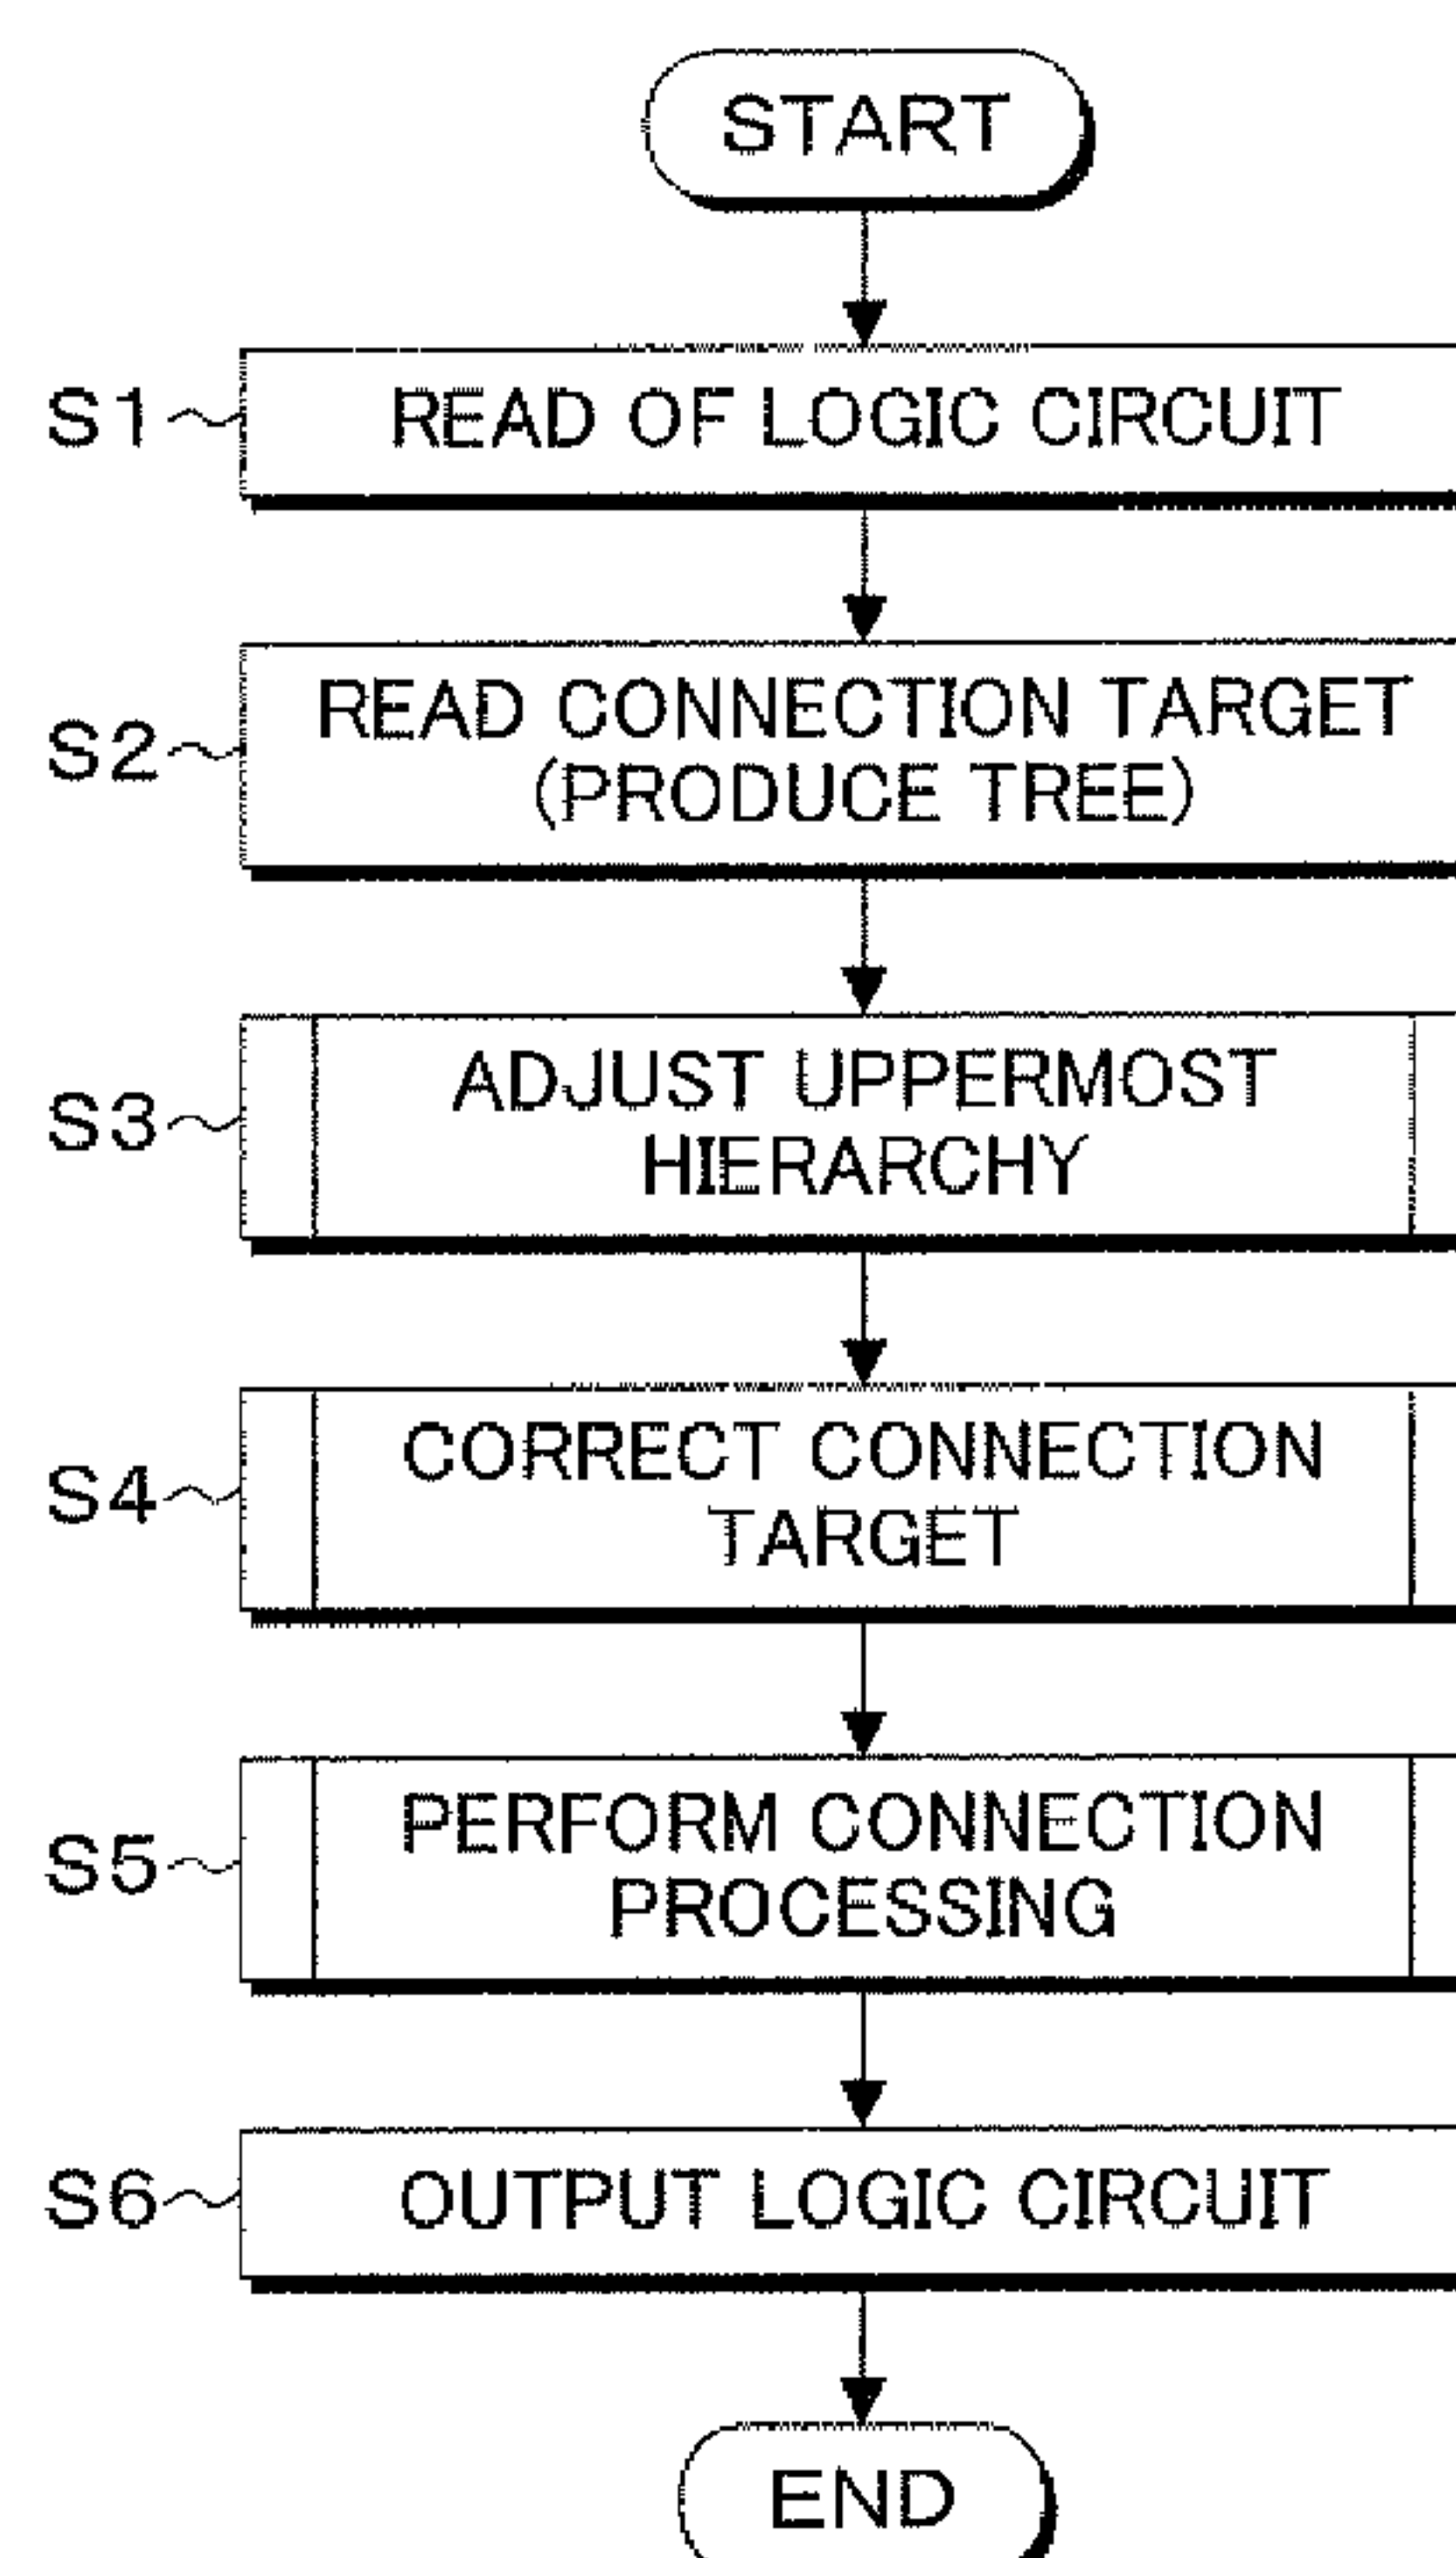 START
S1 READ OF LOGIC CIRCUIT
S2 READ CONNECTION TARGET
(PRODUCE TREE)
S3 ADJUST UPPERMOST
HIERARCHY
S4 CORRECT CONNECTION
TARGET
S5 PERFORM CONNECTION
PROCESSING
S6 OUTPUT LOGIC CIRCUIT
END